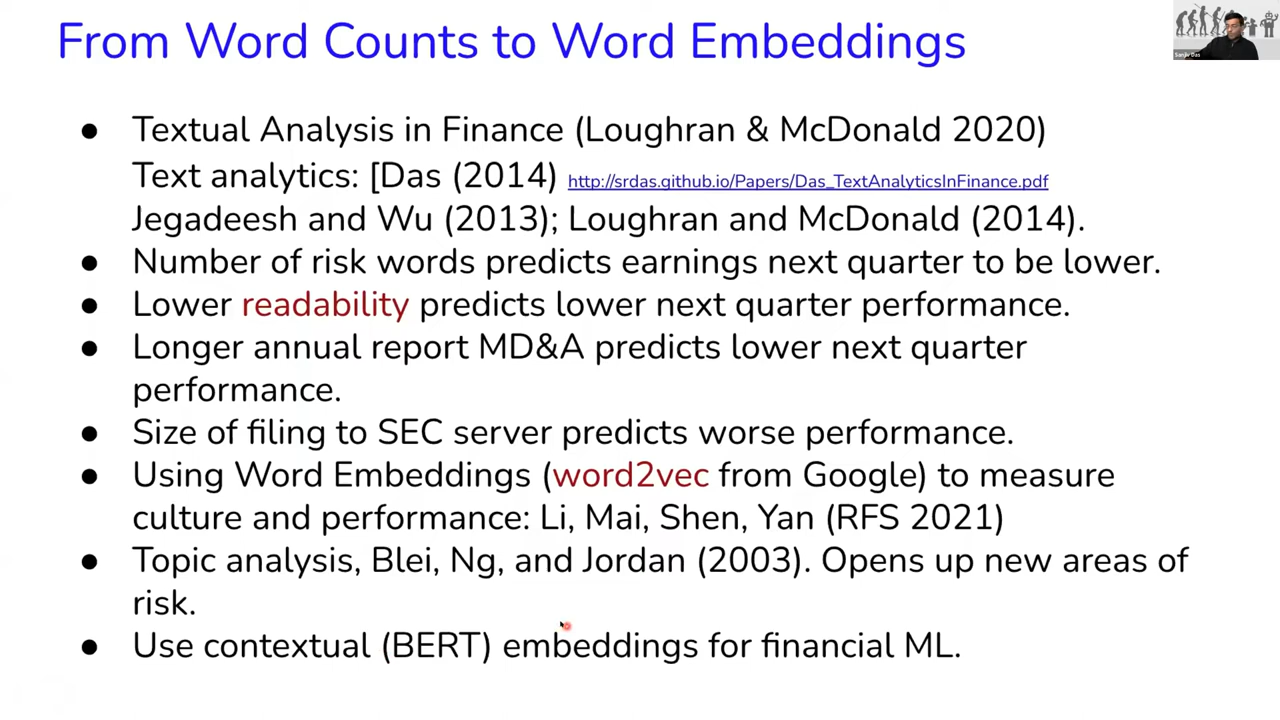 From Word Counts to Word Embeddings
Sanjiv Das
● Textual Analysis in Finance (Loughran & McDonald 2020)
Text analytics: [Das (2014) http://srdas.github.io/Papers/Das_TextAnalyticsInFinance.pdf
Jegadeesh and Wu (2013); Loughran and McDonald (2014).
● Number of risk words predicts earnings next quarter to be lower.
● Lower readability predicts lower next quarter performance.
● Longer annual report MD&A predicts lower next quarter
performance.
● Size of filing to SEC server predicts worse performance.
● Using Word Embeddings (word2vec from Google) to measure
culture and performance: Li, Mai, Shen, Yan (RFS 2021)
● Topic analysis, Blei, Ng, and Jordan (2003). Opens up new areas of
risk.
● Use contextual (BERT) embeddings for financial ML.